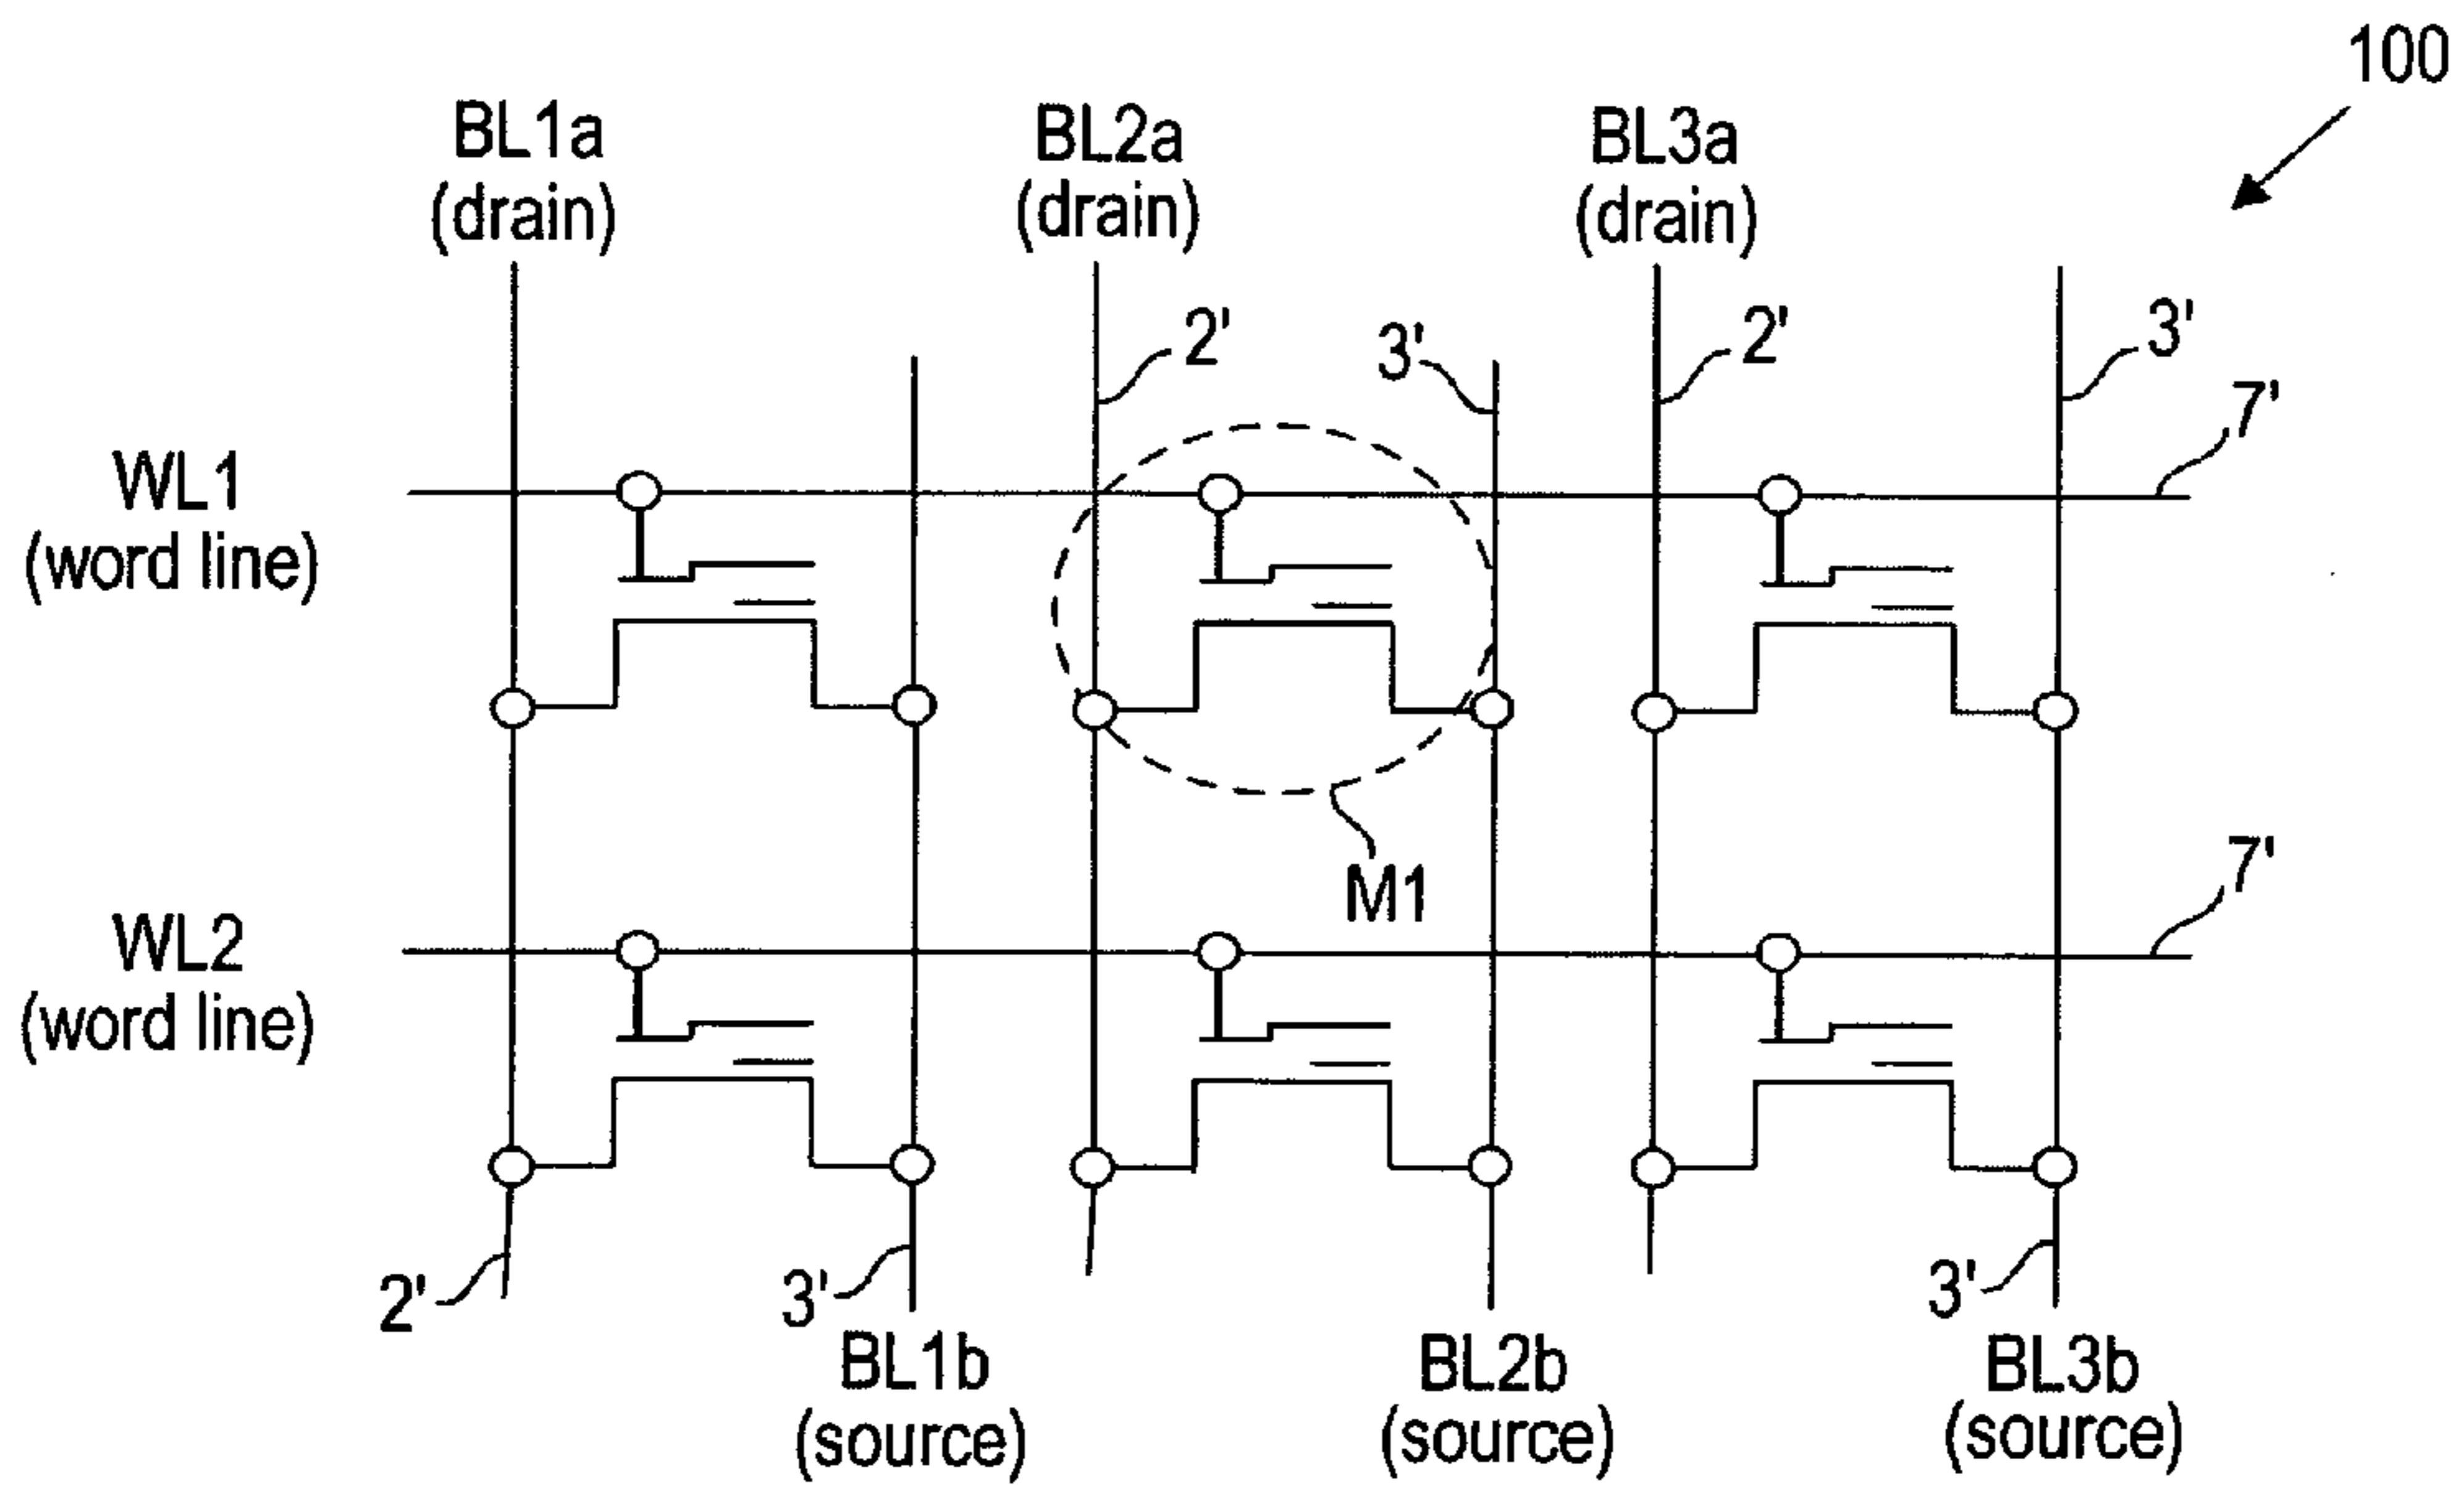 100
BL1a
(drain)
BL2a
(drain)
BL3a
(drain)
2'
3'
2'
3'
7'
WL1
(word line)
M1
7'
WL2
(word line)
2'
3'
3'
BL1b
(source)
BL2b
(source)
BL3b
(source)